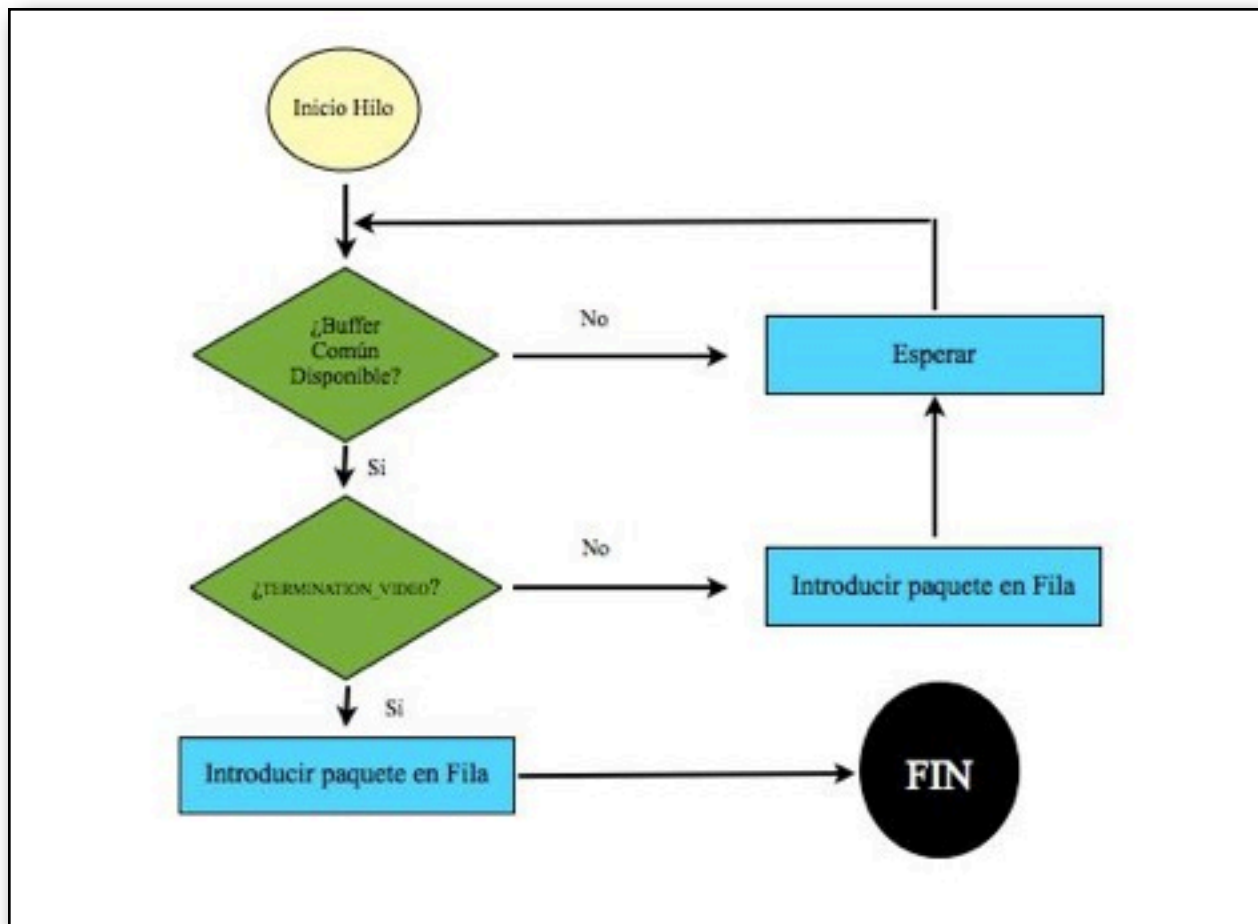 Inicio Hilo
¿Buffer
Común
Disponible?
No
Esperar
Si
¿TERMINATION_VIDEO?
No
Introducir paquete en Fila
Si
Introducir paquete en Fila
FIN